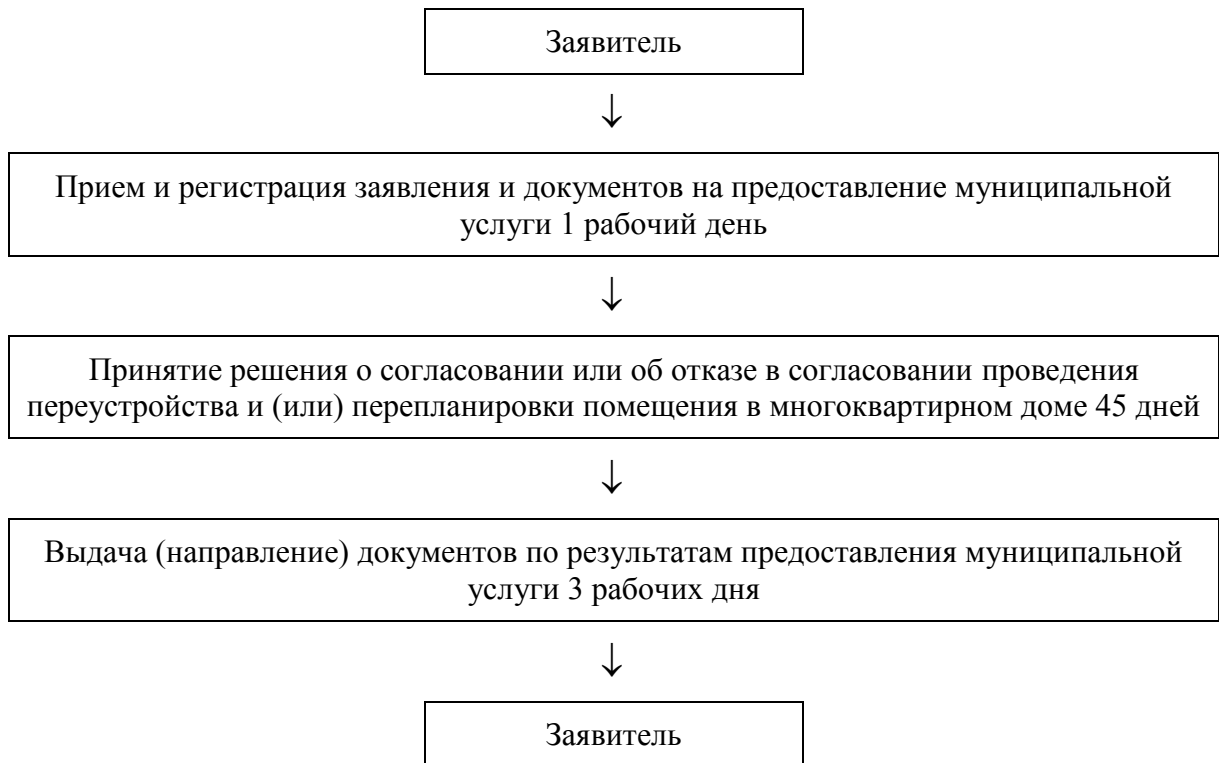 Заявитель
↓
Прием и регистрация заявления и документов на предоставление муниципальной
услуги 1 рабочий день
↓
Принятие решения о согласовании или об отказе в согласовании проведения
переустройства и (или) перепланировки помещения в многоквартирном доме 45 дней
↓
Выдача (направление) документов по результатам предоставления муниципальной
услуги 3 рабочих дня
↓
Заявитель